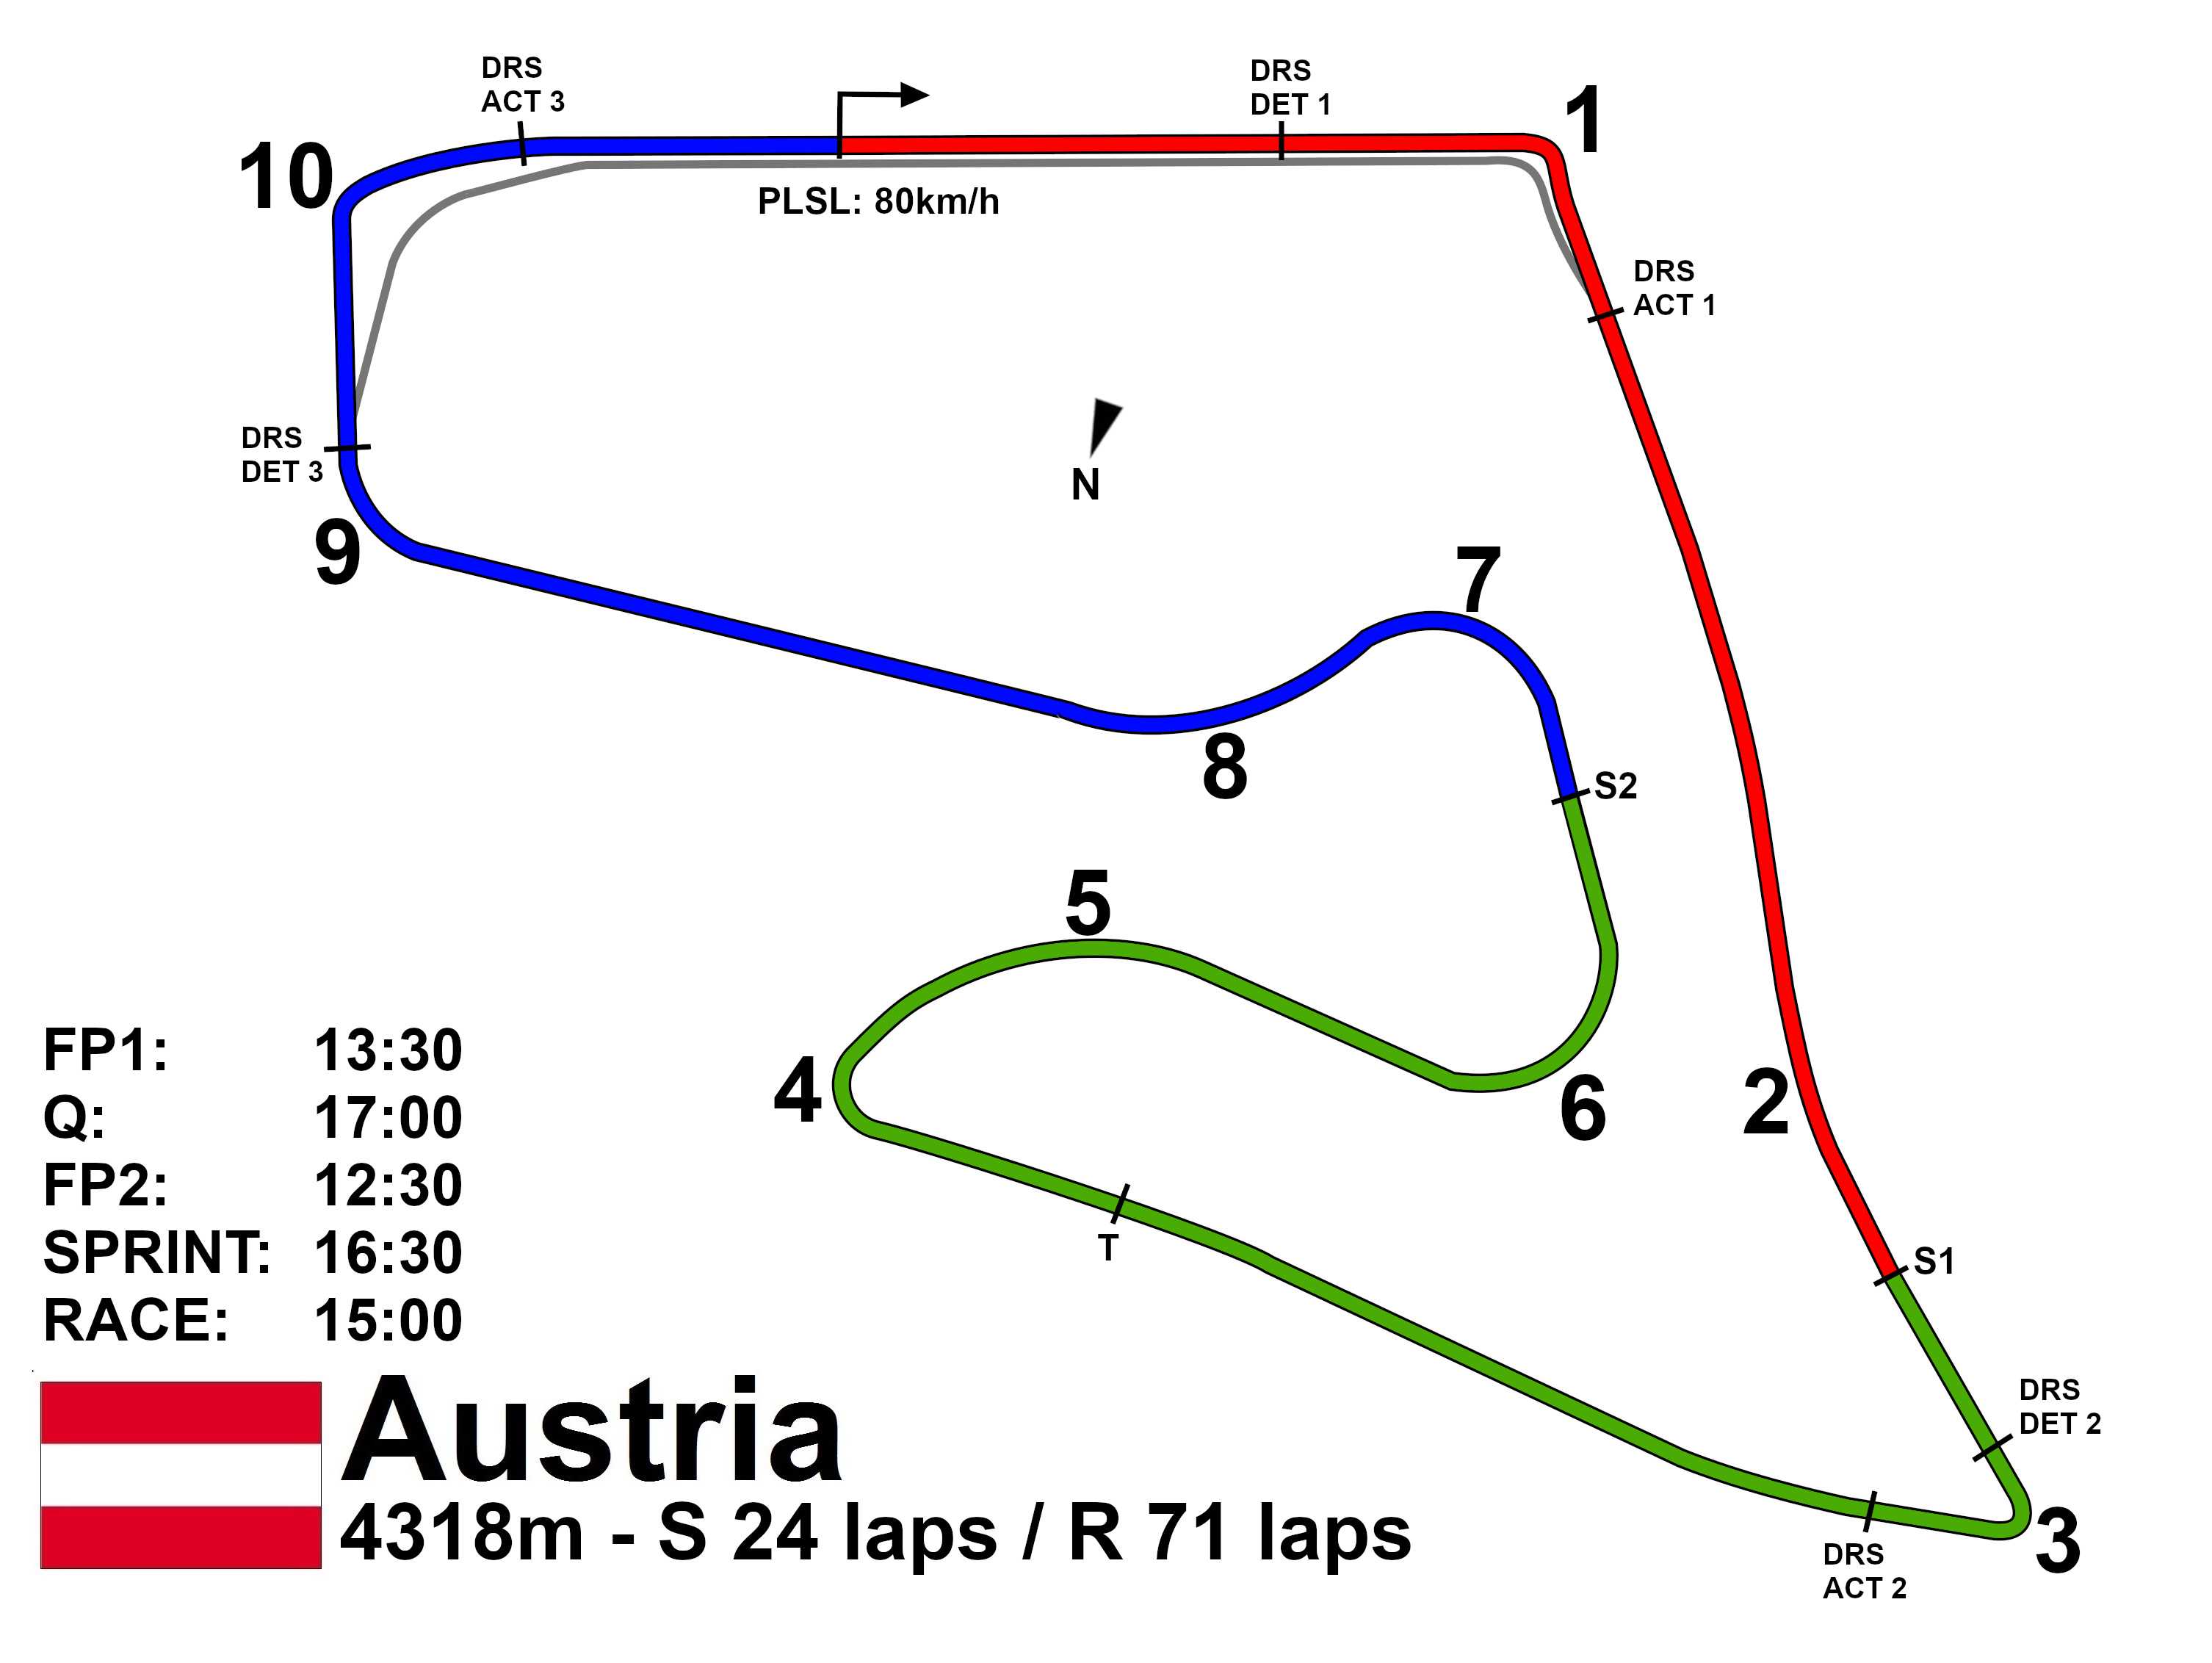 DRS
ACT 3
DRS
DET 1
1
10
PLSL: 80km/h
DRS
ACT 1
DRS
DET 3
N
9
7
8
S2
5
4
6
2
T
S1
FP1: 13:30
Q: 17:00
FP2: 12:30
SPRINT: 16:30
RACE: 15:00
DRS
DET 2
3
DRS
ACT 2
Austria
4318m - S 24 laps / R 71 laps